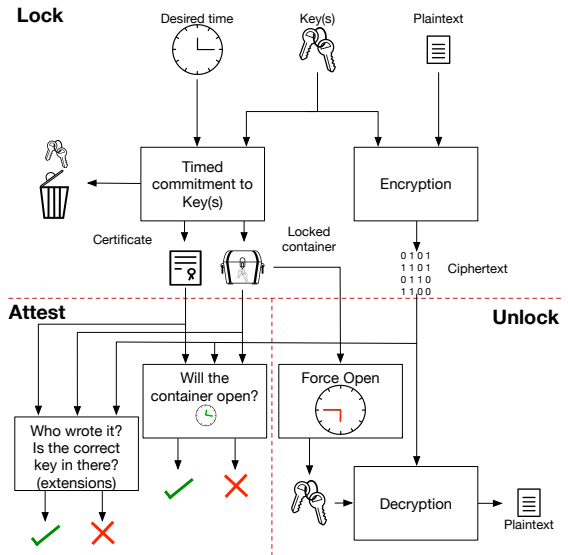 Lock
Desired time
Key(s)
Plaintext
Timed
commitment to
Key(s)
Encryption
Certificate
Locked
container
0 1 0 1
1 1 0 1
0 0 1 0
1 1 0 0
Ciphertext
Attest
Unlock
Will the
container open?
Force Open
Who wrote it?
Is the correct
key in there?
(extensions)
Decryption
Plaintext